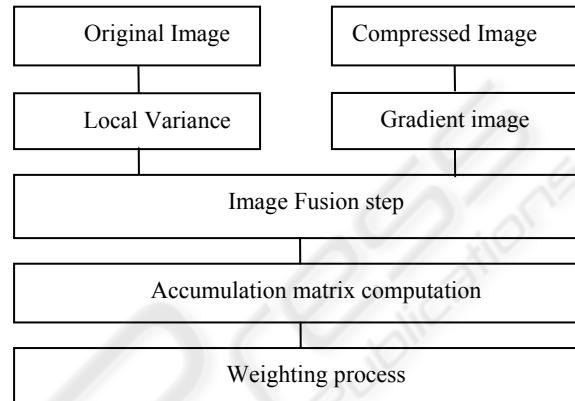 Original Image
Compressed Image
Local Variance
Gradient image
Image Fusion step
Accumulation matrix computation
Weighting process